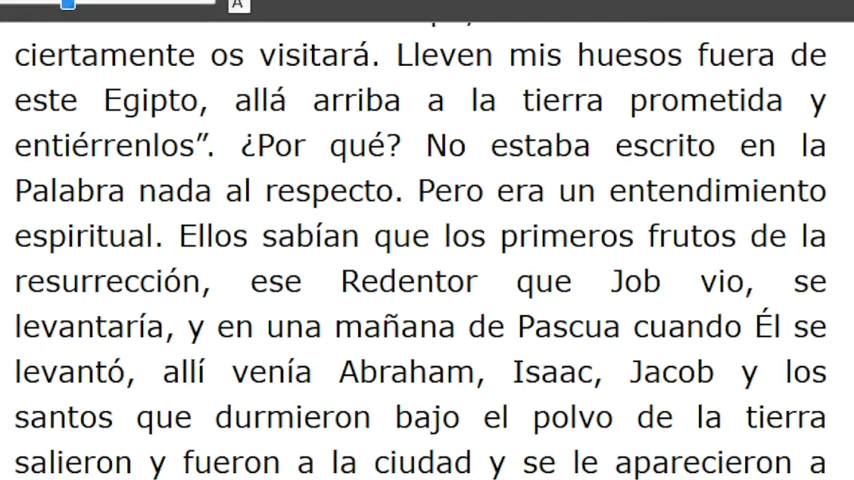 A
ciertamente os visitará. Lleven mis huesos fuera de
este Egipto, allá arriba a la tierra prometida y
entiérrenlos”. ¿Por qué? No estaba escrito en la
Palabra nada al respecto. Pero era un entendimiento
espiritual. Ellos sabían que los primeros frutos de la
resurrección, ese Redentor que Job vio, se
levantaría, y en una mañana de Pascua cuando Él se
levantó, allí venía Abraham, Isaac, Jacob y los
santos que durmieron bajo el polvo de la tierra
salieron y fueron a la ciudad y se le aparecieron a